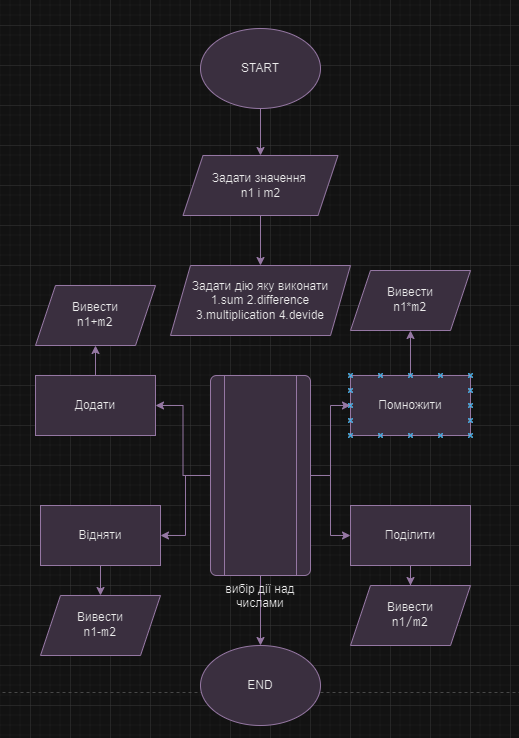 START
Задати значення
n1 і m2
Задати дію яку виконати
1.sum 2.difference
3.multiplication 4.devide
Вивести
n1+m2
Вивести
n1*m2
Додати
Помножити
Відняти
Поділити
вибір дії над
числами
Вивести
n1-m2
Вивести
n1/m2
END